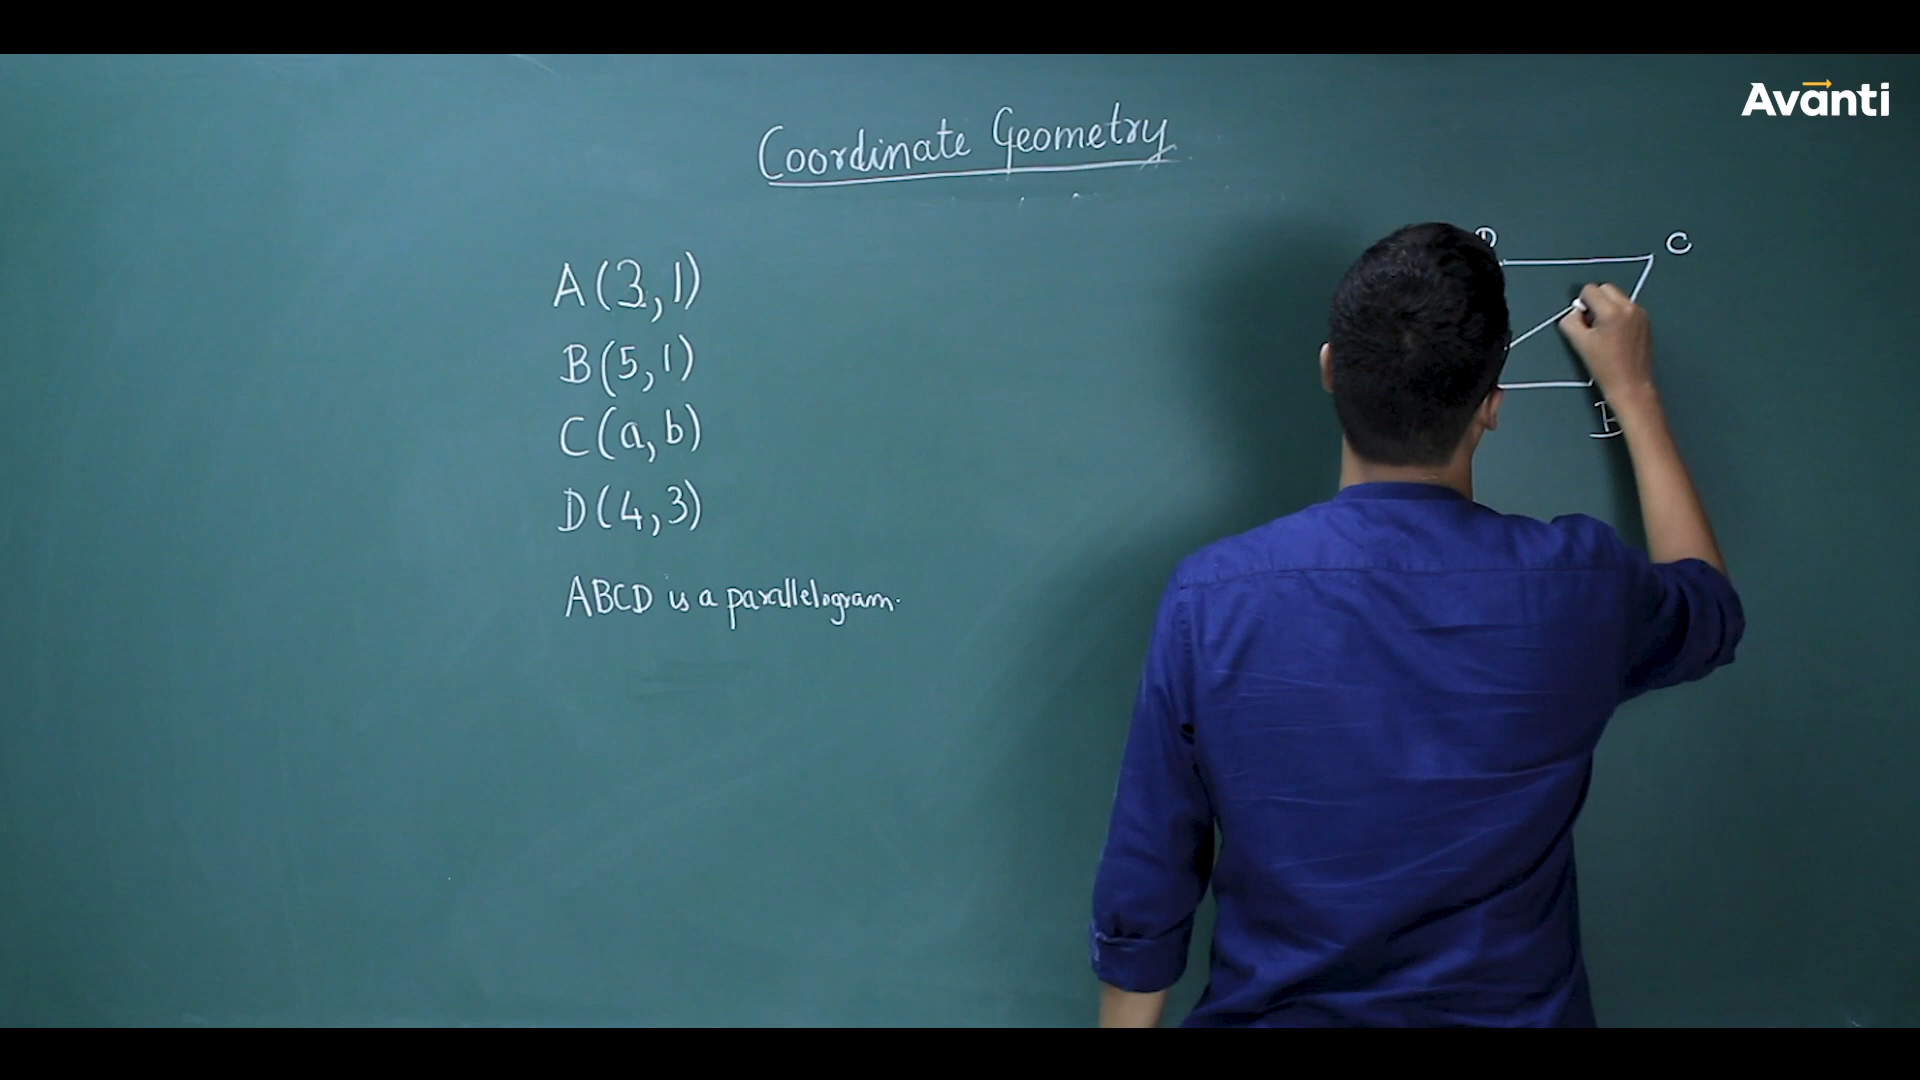 Avanti
Coordinate Geometry
A(3,1)
B(5,1)
C(a,b)
D(4,3)
ABCD is a parallelogram.
D
C
B